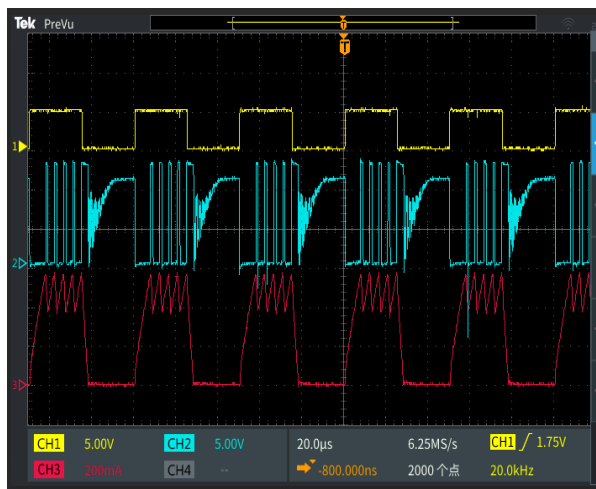 Tek PreVu
T
T
1
2
3
CH1 5.00V CH2 5.00V 20.0µs 6.25MS/s CH1 1.75V
CH3 200mA CH4 -- -800.000ns 2000 个点 20.0kHz